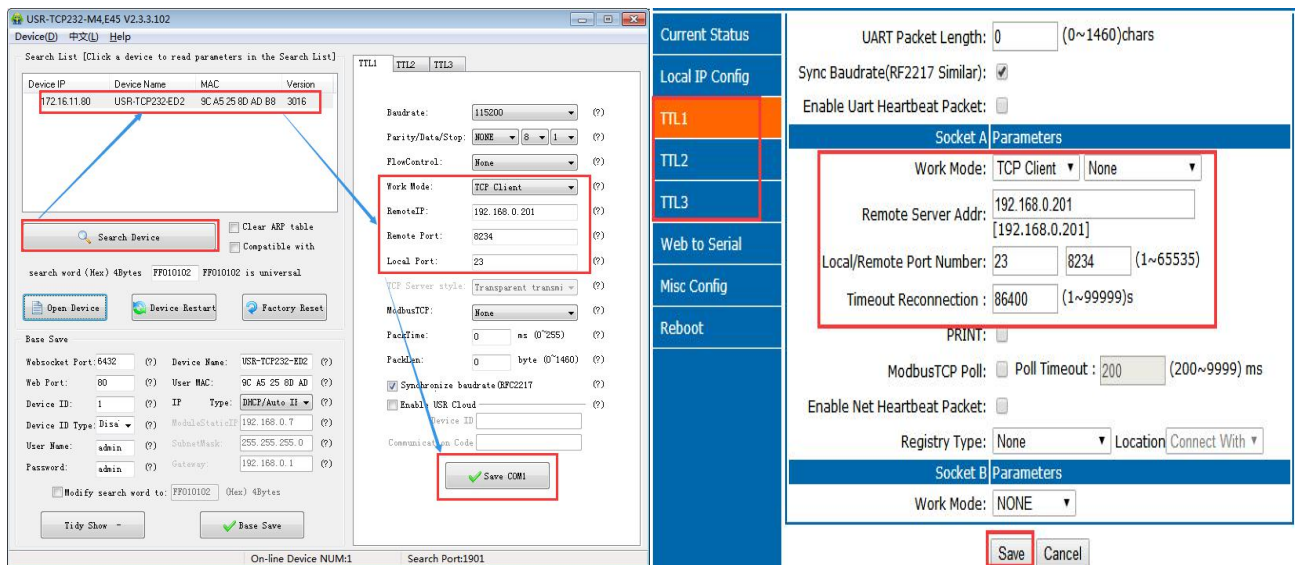 USR-TCP232-M4,E45 V2.3.3.102
Device(D) 中文(L) Help
Search List [Click a device to read parameters in the Search List]
Device IP Device Name MAC Version
172.16.11.80 USR-TCP232-ED2 9C A5 25 8D AD B8 3016
Search Device
Clear ARP table
Compatible with
search word (Hex) 4Bytes FF010102 FF010102 is universal
Open Device Device Restart Factory Reset
Base Save
Websocket Port: 6432 (?) Device Name: USR-TCP232-ED2 (?)
Web Port: 80 (?) User MAC: 9C A5 25 8D AD (?)
Device ID: 1 (?) IP Type: DHCP/Auto II (?)
Device ID Type: Disa (?) ModuleStaticIP 192.168.0.7 (?)
User Name: admin (?) SubnetMask: 255.255.255.0 (?)
Password: admin (?) Gateway: 192.168.0.1 (?)
Modify search word to: FF010102 (Hex) 4Bytes
Tidy Show - Base Save
On-line Device NUM:1 Search Port:1901
TTL1 TTL2 TTL3
Baudrate: 115200 (?)
Parity/Data/Stop: NONE 8 1 (?)
FlowControl: None (?)
Work Mode: TCP Client (?)
RemoteIP: 192.168.0.201 (?)
Remote Port: 8234 (?)
Local Port: 23 (?)
TCP Server style: Transparent transmi (?)
ModbusTCP: None (?)
PackTime: 0 ms (0~255) (?)
PackLen: 0 byte (0~1460) (?)
Synchronize baudrate(RFC2217 (?)
Enable USR Cloud (?)
Device ID
Communication Code
Save COM1
Current Status
Local IP Config
TTL1
TTL2
TTL3
Web to Serial
Misc Config
Reboot
UART Packet Length: 0 (0~1460)chars
Sync Baudrate(RF2217 Similar):
Enable Uart Heartbeat Packet:
Socket A Parameters
Work Mode: TCP Client None
Remote Server Addr: 192.168.0.201
[192.168.0.201]
Local/Remote Port Number: 23 8234 (1~65535)
Timeout Reconnection : 86400 (1~99999)s
PRINT:
ModbusTCP Poll: Poll Timeout : 200 (200~9999) ms
Enable Net Heartbeat Packet:
Registry Type: None Location Connect With
Socket B Parameters
Work Mode: NONE
Save Cancel